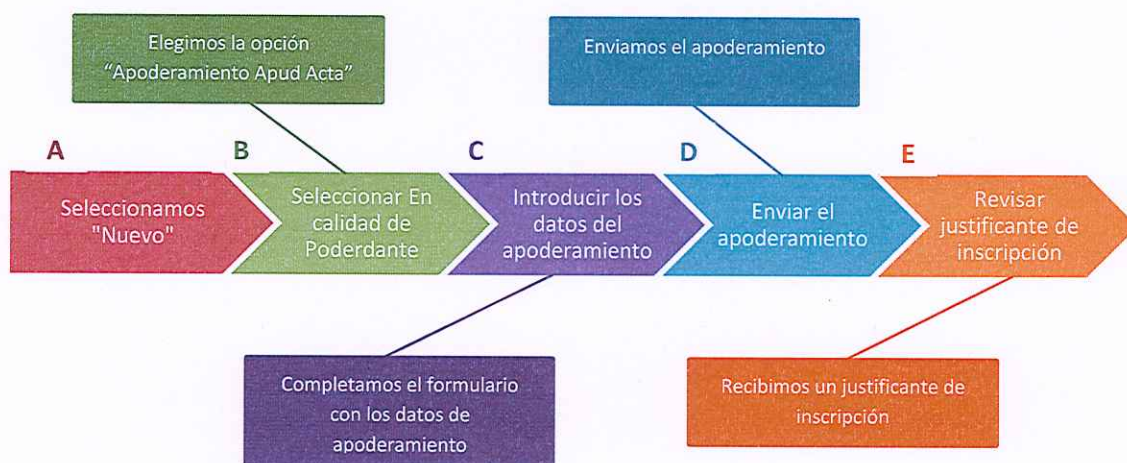 Elegimos la opción
“Apoderamiento Apud Acta”
Enviamos el apoderamiento
A
B
C
D
E
Seleccionamos
"Nuevo"
Seleccionar En
calidad de
Poderdante
Introducir los
datos del
apoderamiento
Enviar el
apoderamiento
Revisar
justificante de
inscripción
Completamos el formulario
con los datos de
apoderamiento
Recibimos un justificante de
inscripción